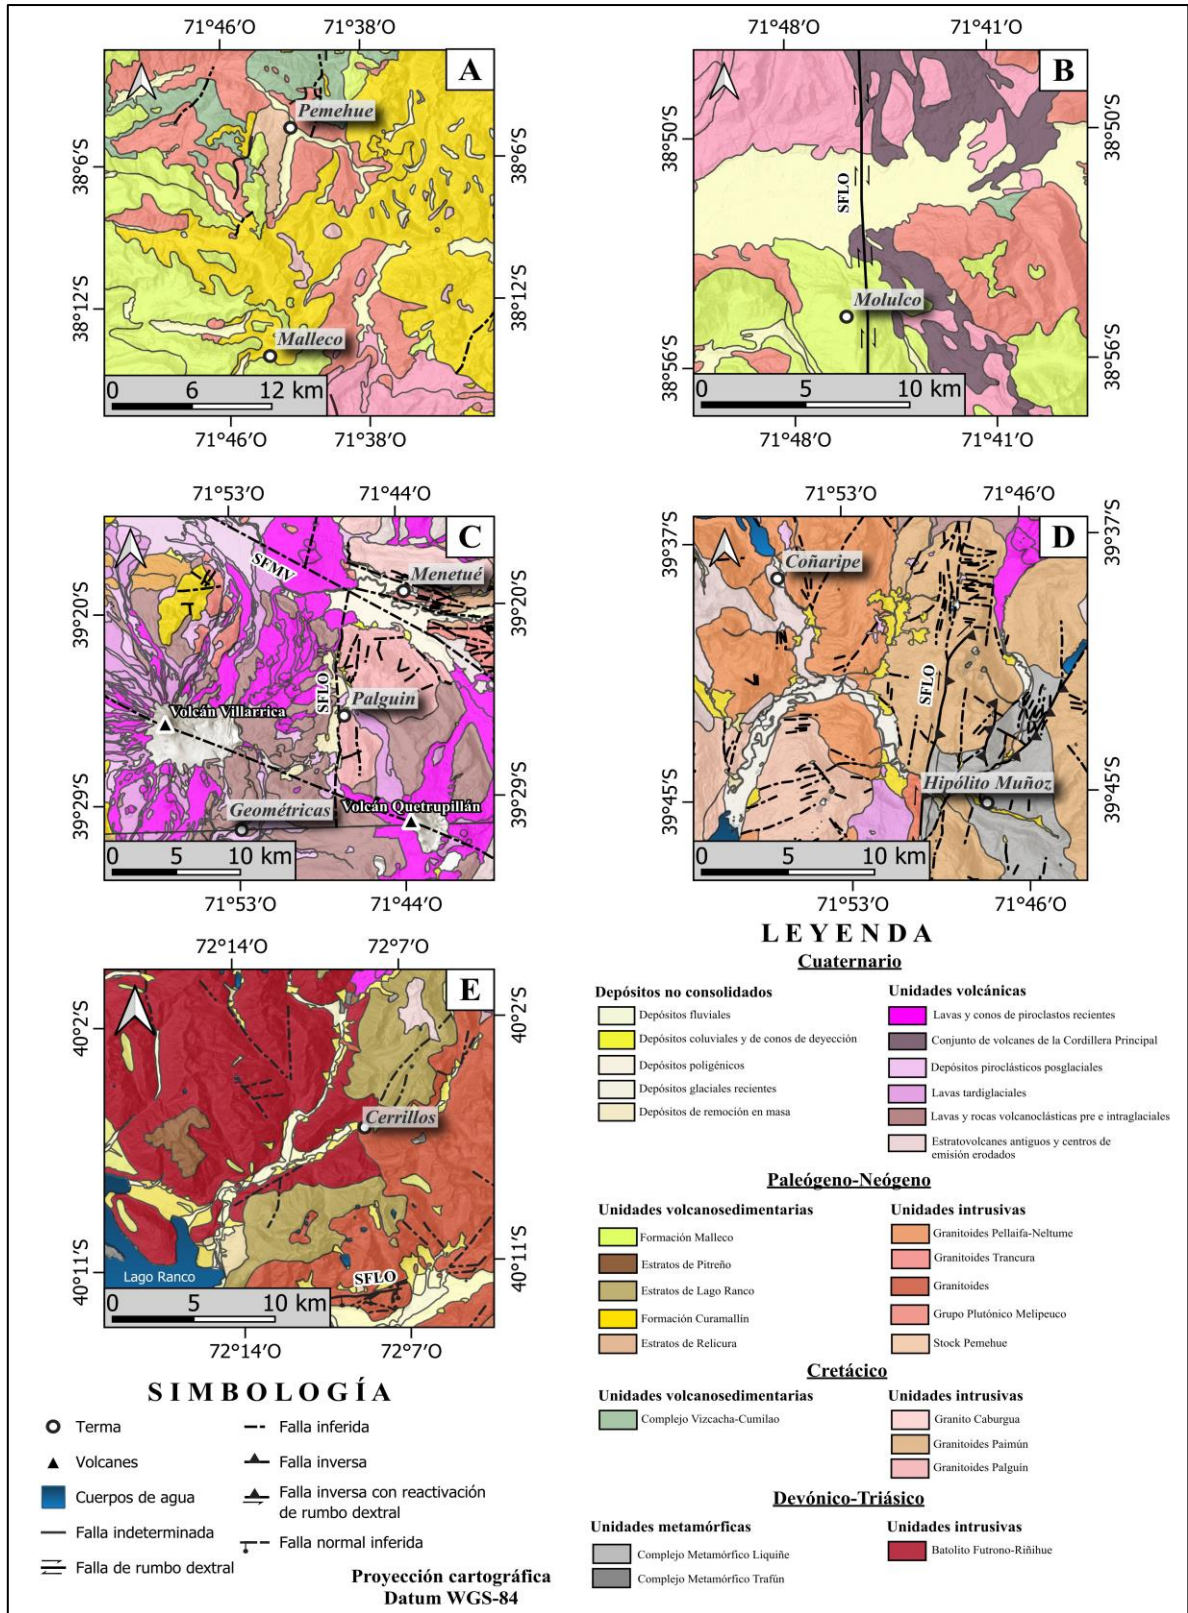 71°46′O 71°38′O
A
Pemehue
38°6′S
38°6′S
38°12′S
38°12′S
Malleco
0 6 12 km
71°46′O 71°38′O
71°48′O 71°41′O
B
38°50′S
38°50′S
SFLO
Molulco
38°56′S
38°56′S
0 5 10 km
71°48′O 71°41′O
71°53′O 71°44′O
C
SFMV
Menetué
39°20′S
39°20′S
SFLO
Palguin
Volcán Villarrica
39°29′S
39°29′S
Geométricas
Volcán Quetrupillán
0 5 10 km
71°53′O 71°44′O
71°53′O 71°46′O
D
39°37′S
39°37′S
Coñaripe
SFLO
Hipólito Muñoz
39°45′S
39°45′S
0 5 10 km
71°53′O 71°46′O
72°14′O 72°7′O
E
40°2′S
40°2′S
Cerrillos
40°11′S
40°11′S
Lago Ranco
SFLO
0 5 10 km
72°14′O 72°7′O
LEYENDA
Cuaternario
Depósitos no consolidados
Depósitos fluviales
Depósitos coluviales y de conos de deyección
Depósitos poligénicos
Depósitos glaciales recientes
Depósitos de remoción en masa
Unidades volcánicas
Lavas y conos de piroclastos recientes
Conjunto de volcanes de la Cordillera Principal
Depósitos piroclásticos posglaciales
Lavas tardiglaciales
Lavas y rocas volcanoclásticas pre e intraglaciales
Estratovolcanes antiguos y centros de
emisión erodados
Paleógeno-Neógeno
Unidades volcanosedimentarias
Formación Malleco
Estratos de Pitreño
Estratos de Lago Ranco
Formación Curamallín
Estratos de Relicura
Unidades intrusivas
Granitoides Pellaifa-Neltume
Granitoides Trancura
Granitoides
Grupo Plutónico Melipeuco
Stock Pemehue
Cretácico
Unidades volcanosedimentarias
Complejo Vizcacha-Cumilao
Unidades intrusivas
Granito Caburgua
Granitoides Paimún
Granitoides Palguín
Devónico-Triásico
Unidades metamórficas
Complejo Metamórfico Liquiñe
Complejo Metamórfico Trafún
Unidades intrusivas
Batolito Futrono-Riñihue
SIMBOLOGÍA
Terma
Volcanes
Cuerpos de agua
Falla indeterminada
Falla de rumbo dextral
Falla inferida
Falla inversa
Falla inversa con reactivación
de rumbo dextral
Falla normal inferida
Proyección cartográfica
Datum WGS-84